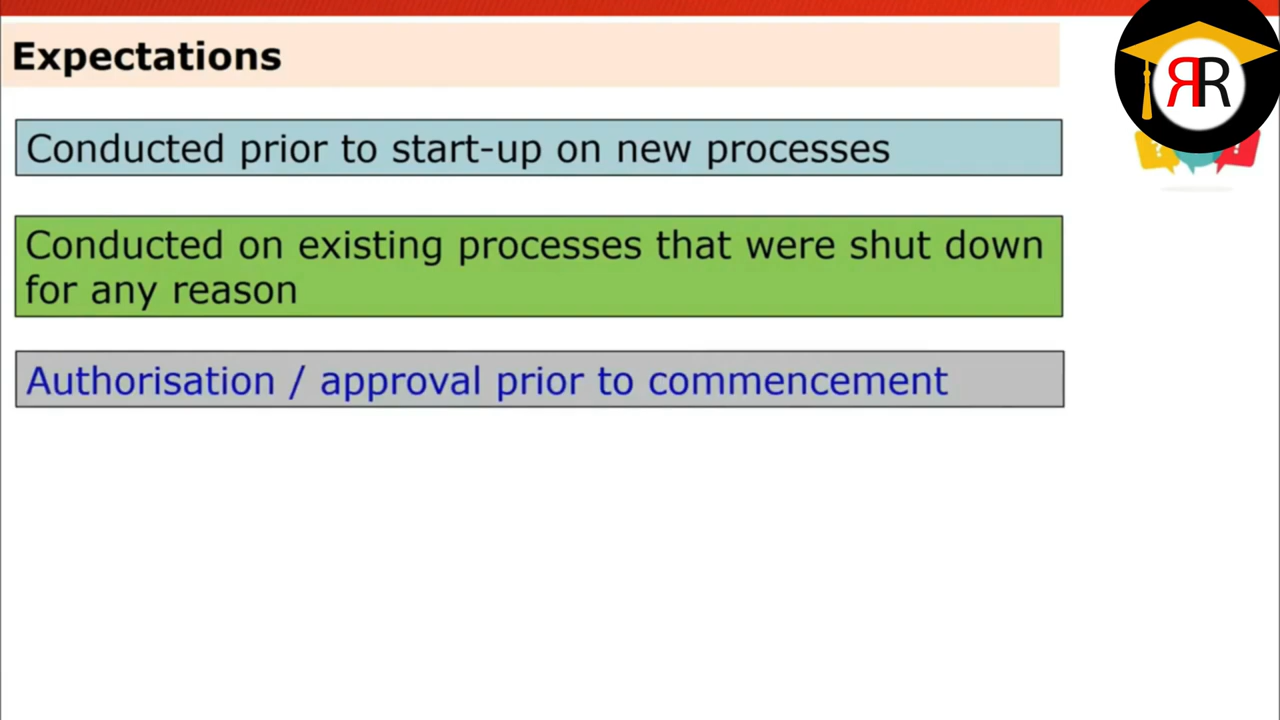 Expectations
RR
Conducted prior to start-up on new processes
? ?
Conducted on existing processes that were shut down
for any reason
Authorisation / approval prior to commencement